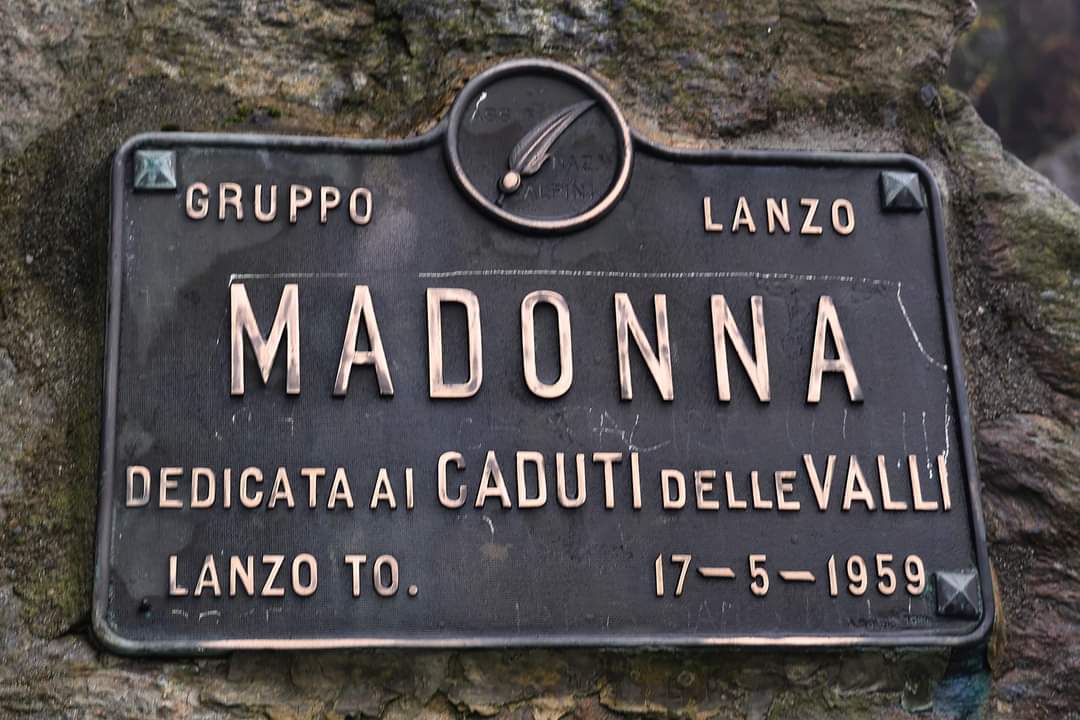 GRUPPO LANZO
MADONNA
DEDICATA AI CADUTI DELLE VALLI
LANZO TO. 17-5-1959